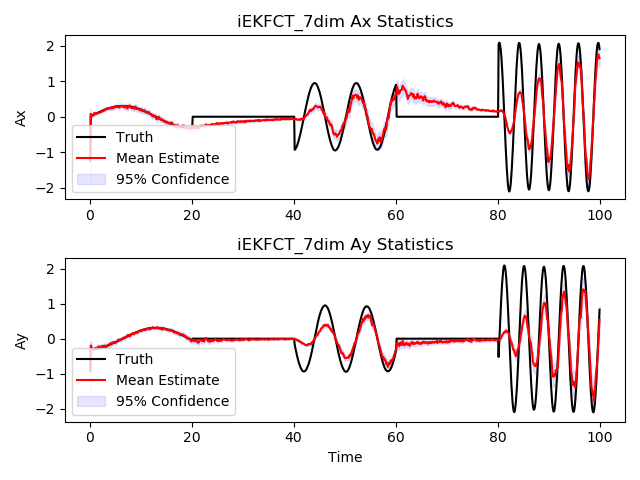 iEKFCT_7dim Ax Statistics
2
1
0
−1
−2
Ax
Truth
Mean Estimate
95% Confidence
0 20 40 60 80 100
iEKFCT_7dim Ay Statistics
2
1
0
−1
−2
Ay
Truth
Mean Estimate
95% Confidence
0 20 40 60 80 100
Time